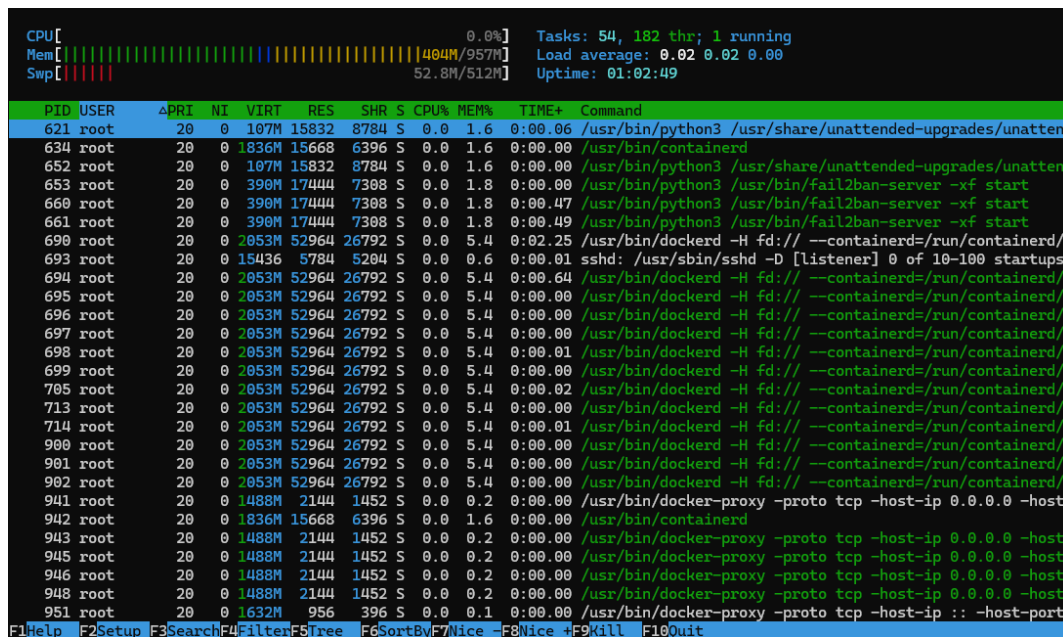 CPU[ 0.0%] Tasks: 54, 182 thr; 1 running
Mem[||||||||||||||||||||||||||||||||||||||||404M/957M] Load average: 0.02 0.02 0.00
Swp[|||||| 52.8M/512M] Uptime: 01:02:49
PID USER △PRI NI VIRT RES SHR S CPU% MEM% TIME+ Command
621 root 20 0 107M 15832 8784 S 0.0 1.6 0:00.06 /usr/bin/python3 /usr/share/unattended-upgrades/unatten
634 root 20 0 1836M 15668 6396 S 0.0 1.6 0:00.00 /usr/bin/containerd
652 root 20 0 107M 15832 8784 S 0.0 1.6 0:00.00 /usr/bin/python3 /usr/share/unattended-upgrades/unatten
653 root 20 0 390M 17444 7308 S 0.0 1.8 0:00.00 /usr/bin/python3 /usr/bin/fail2ban-server -xf start
660 root 20 0 390M 17444 7308 S 0.0 1.8 0:00.47 /usr/bin/python3 /usr/bin/fail2ban-server -xf start
661 root 20 0 390M 17444 7308 S 0.0 1.8 0:00.49 /usr/bin/python3 /usr/bin/fail2ban-server -xf start
690 root 20 0 2053M 52964 26792 S 0.0 5.4 0:02.25 /usr/bin/dockerd -H fd:// --containerd=/run/containerd/
693 root 20 0 15436 5784 5204 S 0.0 0.6 0:00.01 sshd: /usr/sbin/sshd -D [listener] 0 of 10-100 startups
694 root 20 0 2053M 52964 26792 S 0.0 5.4 0:00.64 /usr/bin/dockerd -H fd:// --containerd=/run/containerd/
695 root 20 0 2053M 52964 26792 S 0.0 5.4 0:00.00 /usr/bin/dockerd -H fd:// --containerd=/run/containerd/
696 root 20 0 2053M 52964 26792 S 0.0 5.4 0:00.00 /usr/bin/dockerd -H fd:// --containerd=/run/containerd/
697 root 20 0 2053M 52964 26792 S 0.0 5.4 0:00.00 /usr/bin/dockerd -H fd:// --containerd=/run/containerd/
698 root 20 0 2053M 52964 26792 S 0.0 5.4 0:00.01 /usr/bin/dockerd -H fd:// --containerd=/run/containerd/
699 root 20 0 2053M 52964 26792 S 0.0 5.4 0:00.00 /usr/bin/dockerd -H fd:// --containerd=/run/containerd/
705 root 20 0 2053M 52964 26792 S 0.0 5.4 0:00.02 /usr/bin/dockerd -H fd:// --containerd=/run/containerd/
713 root 20 0 2053M 52964 26792 S 0.0 5.4 0:00.00 /usr/bin/dockerd -H fd:// --containerd=/run/containerd/
714 root 20 0 2053M 52964 26792 S 0.0 5.4 0:00.01 /usr/bin/dockerd -H fd:// --containerd=/run/containerd/
900 root 20 0 2053M 52964 26792 S 0.0 5.4 0:00.00 /usr/bin/dockerd -H fd:// --containerd=/run/containerd/
901 root 20 0 2053M 52964 26792 S 0.0 5.4 0:00.00 /usr/bin/dockerd -H fd:// --containerd=/run/containerd/
902 root 20 0 2053M 52964 26792 S 0.0 5.4 0:00.00 /usr/bin/dockerd -H fd:// --containerd=/run/containerd/
941 root 20 0 1488M 2144 1452 S 0.0 0.2 0:00.00 /usr/bin/docker-proxy -proto tcp -host-ip 0.0.0.0 -host
942 root 20 0 1836M 15668 6396 S 0.0 1.6 0:00.00 /usr/bin/containerd
943 root 20 0 1488M 2144 1452 S 0.0 0.2 0:00.00 /usr/bin/docker-proxy -proto tcp -host-ip 0.0.0.0 -host
945 root 20 0 1488M 2144 1452 S 0.0 0.2 0:00.00 /usr/bin/docker-proxy -proto tcp -host-ip 0.0.0.0 -host
946 root 20 0 1488M 2144 1452 S 0.0 0.2 0:00.00 /usr/bin/docker-proxy -proto tcp -host-ip 0.0.0.0 -host
948 root 20 0 1488M 2144 1452 S 0.0 0.2 0:00.00 /usr/bin/docker-proxy -proto tcp -host-ip 0.0.0.0 -host
951 root 20 0 1632M 956 396 S 0.0 0.1 0:00.00 /usr/bin/docker-proxy -proto tcp -host-ip :: -host-port
F1Help F2Setup F3SearchF4FilterF5Tree F6SortByF7Nice -F8Nice +F9Kill F10Quit